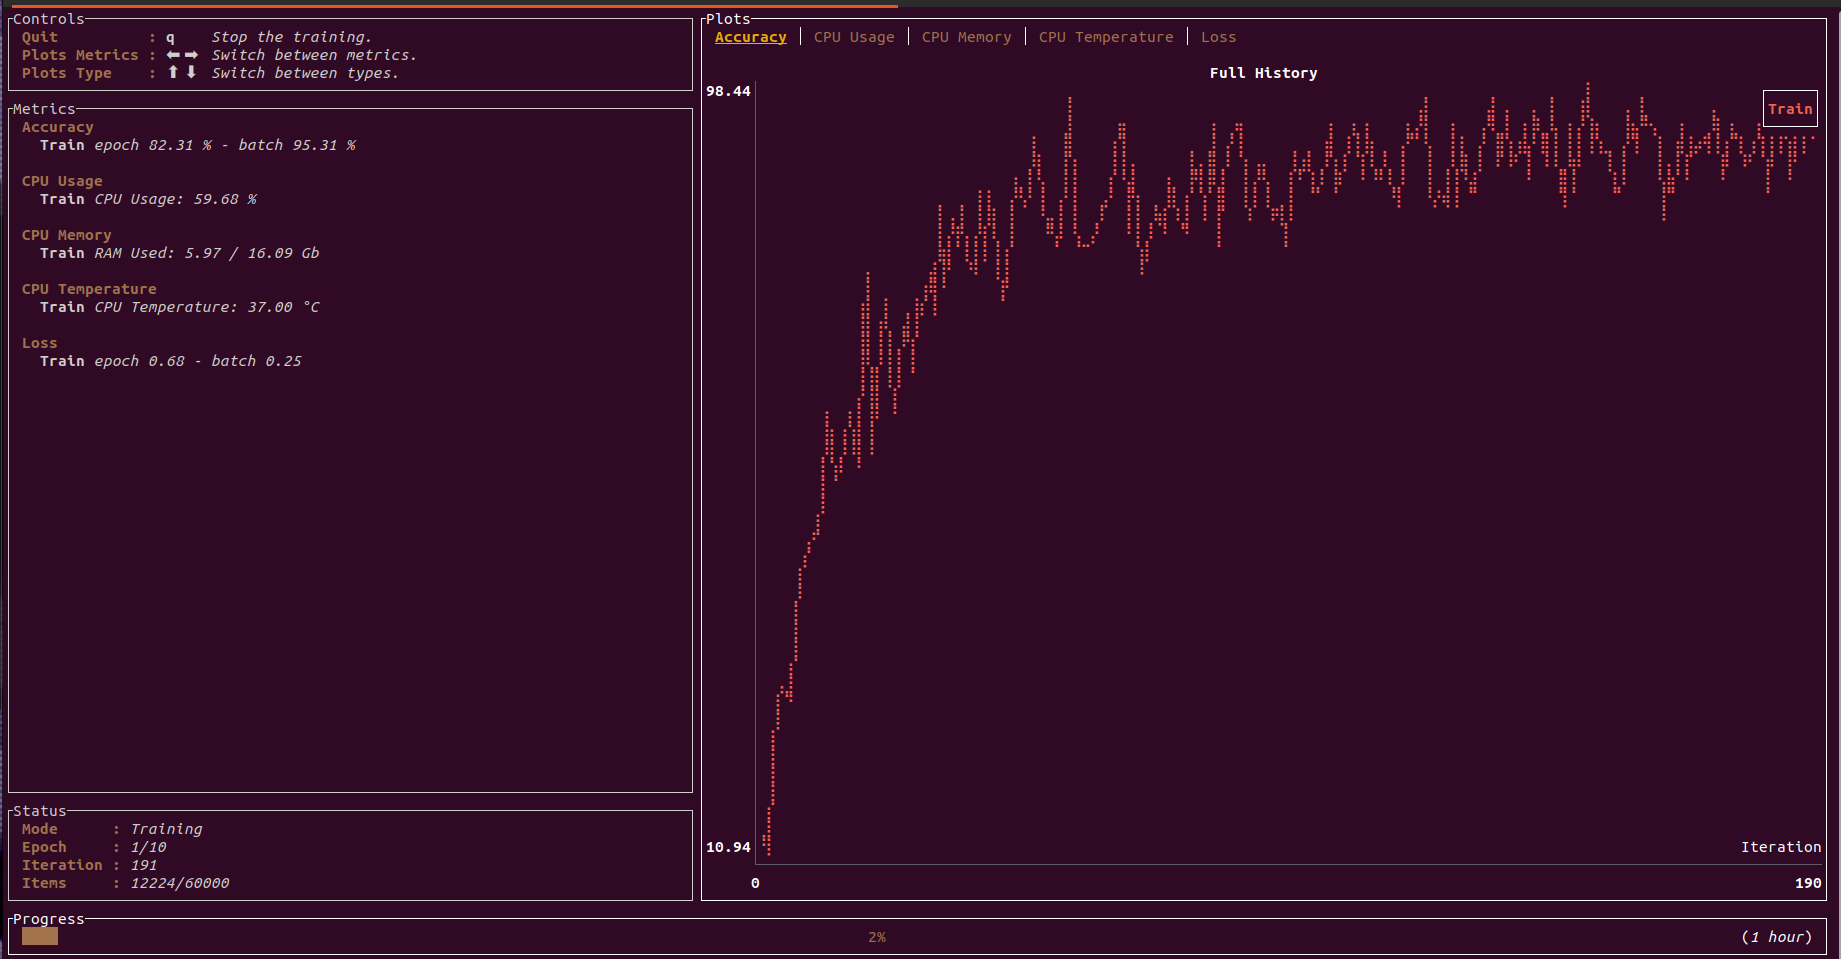 Controls
Quit : q Stop the training.
Plots Metrics : ⬅ ➡ Switch between metrics.
Plots Type : ⬆ ⬇ Switch between types.
Metrics
Accuracy
Train epoch 82.31 % - batch 95.31 %
CPU Usage
Train CPU Usage: 59.68 %
CPU Memory
Train RAM Used: 5.97 / 16.09 Gb
CPU Temperature
Train CPU Temperature: 37.00 °C
Loss
Train epoch 0.68 - batch 0.25
Status
Mode : Training
Epoch : 1/10
Iteration : 191
Items : 12224/60000
Plots
Accuracy | CPU Usage | CPU Memory | CPU Temperature | Loss
Full History
98.44
Train
10.94
Iteration
0 190
Progress
2% (1 hour)